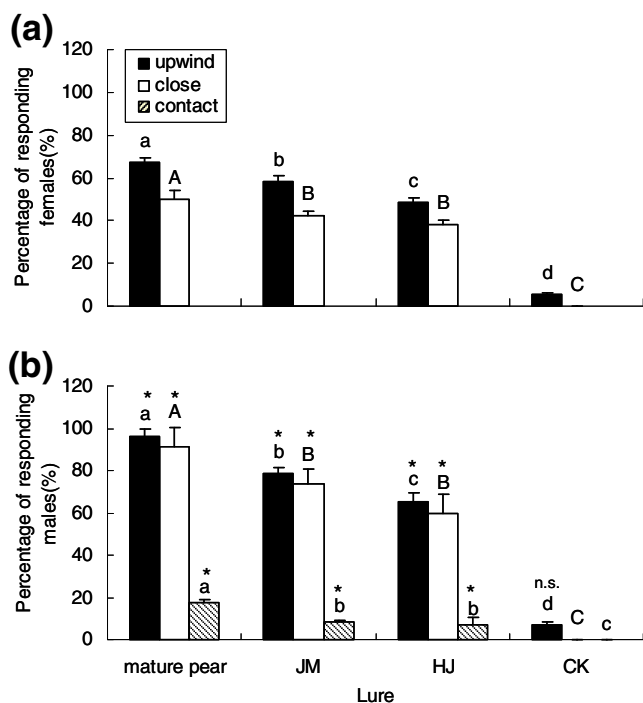 (a)
Percentage of responding
females(%)
120
100
80
60
40
20
0
upwind
close
contact
a
A
b
B
c
B
d
C
(b)
Percentage of responding
males(%)
120
100
80
60
40
20
0
* *
a A
*
a
* *
b B
*
b
* *
c B
*
b
n.s.
d C c
mature pear JM HJ CK
Lure